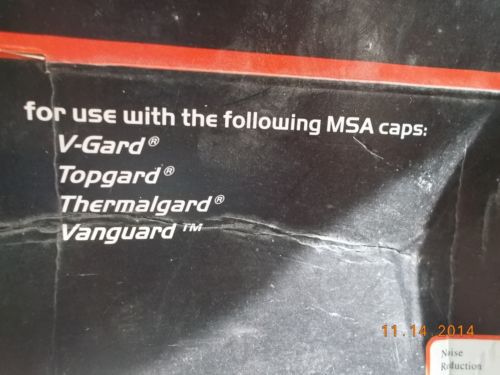 for use with the following MSA caps:
V-Gard®
Topgard®
Thermalgard®
Vanguard™
11.14.2014
Noise
Reduction